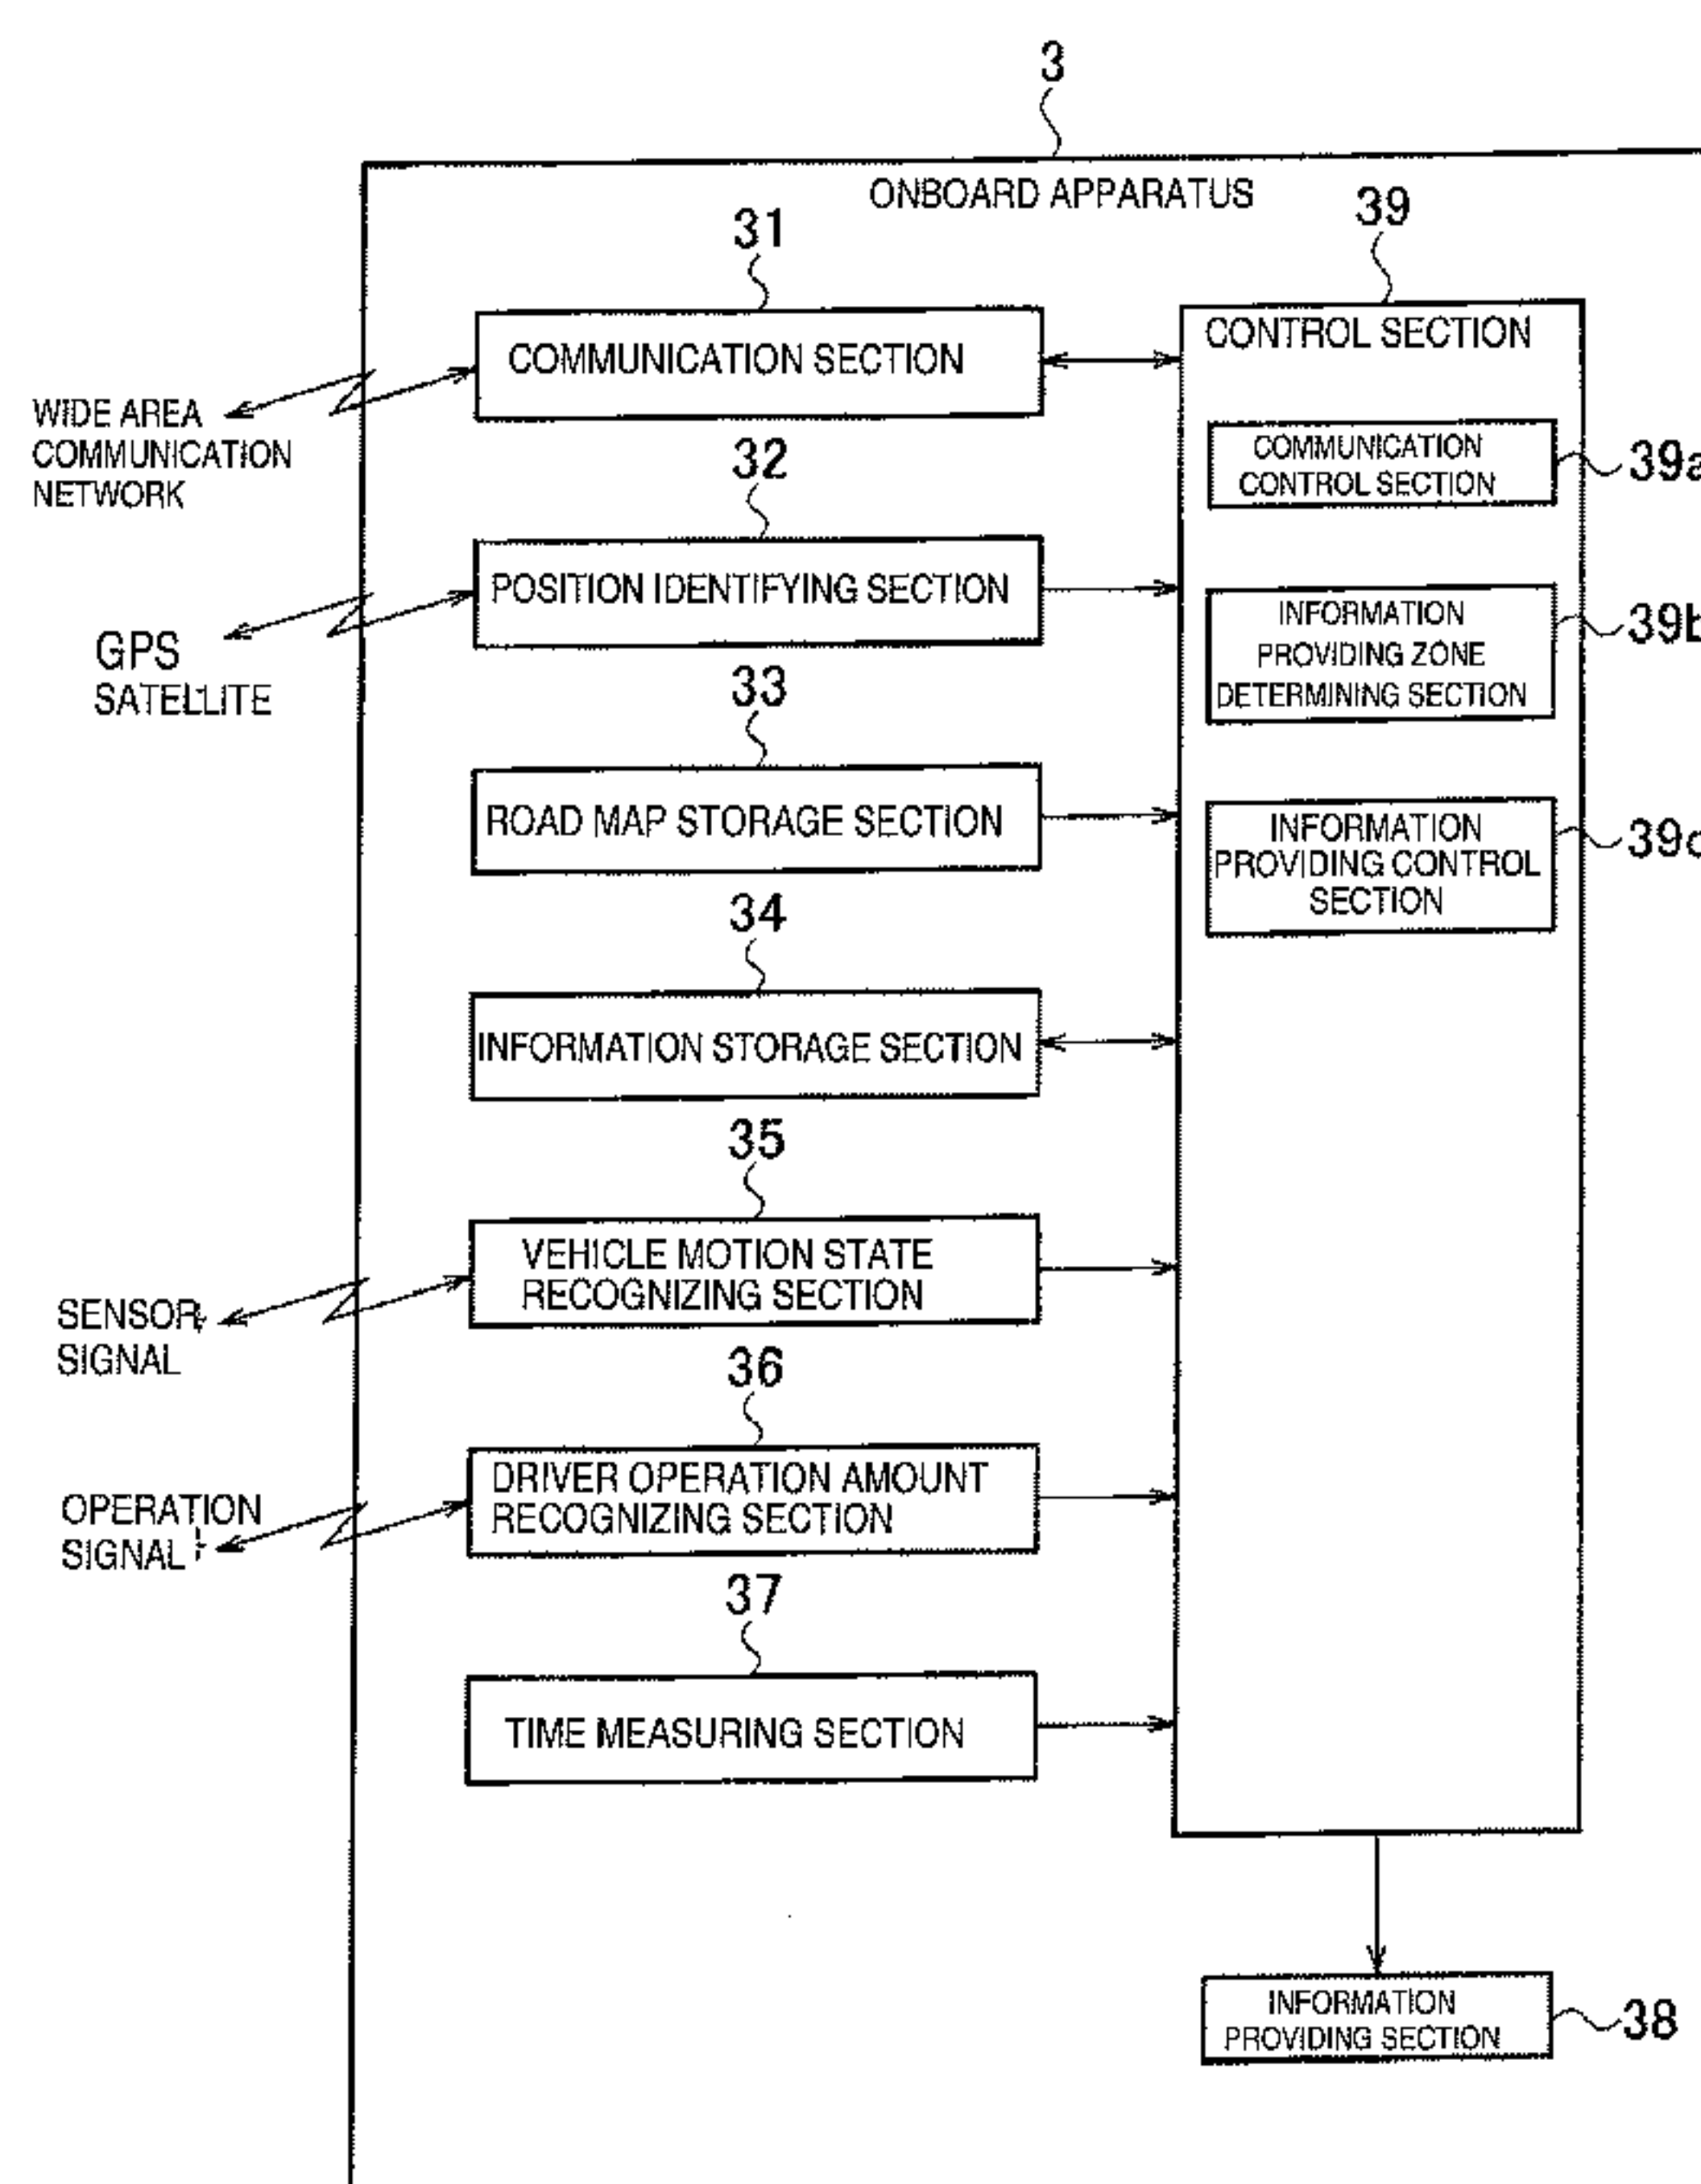 3
ONBOARD APPARATUS
31
39
COMMUNICATION SECTION
CONTROL SECTION
WIDE AREA
COMMUNICATION
NETWORK
COMMUNICATION
CONTROL SECTION
39a
32
POSITION IDENTIFYING SECTION
GPS
SATELLITE
INFORMATION
PROVIDING ZONE
DETERMINING SECTION
39b
33
ROAD MAP STORAGE SECTION
INFORMATION
PROVIDING CONTROL
SECTION
39c
34
INFORMATION STORAGE SECTION
35
VEHICLE MOTION STATE
RECOGNIZING SECTION
SENSOR
SIGNAL
36
DRIVER OPERATION AMOUNT
RECOGNIZING SECTION
OPERATION
SIGNAL
37
TIME MEASURING SECTION
INFORMATION
PROVIDING SECTION
38